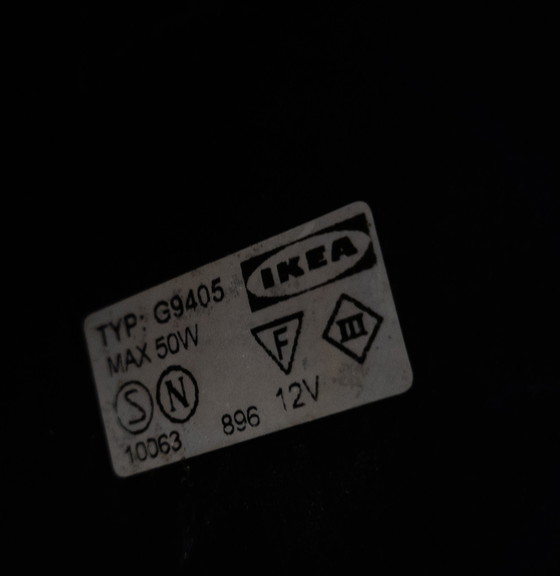 IKEA
TYP: G9405
MAX 50W
F III
S N
10063 896 12V